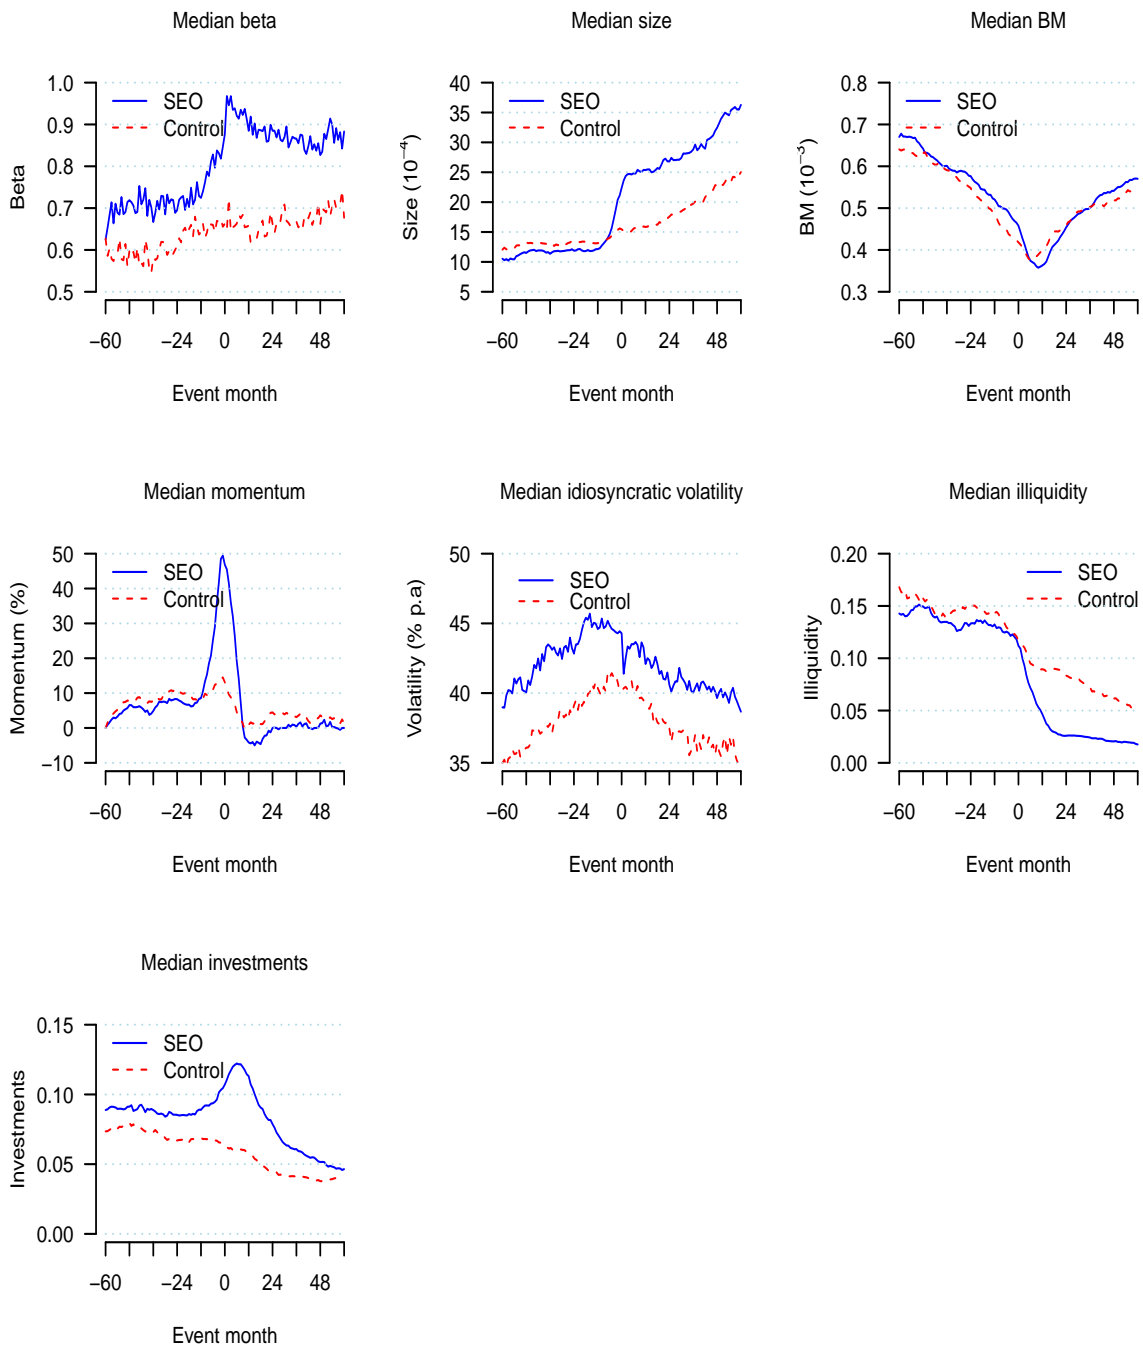 Median beta
Beta
1.0
0.9
0.8
0.7
0.6
0.5
SEO
Control
−60 −24 0 24 48
Event month
Median size
Size (10⁻⁴)
40
35
30
25
20
15
10
5
SEO
Control
−60 −24 0 24 48
Event month
Median BM
BM (10⁻³)
0.8
0.7
0.6
0.5
0.4
0.3
SEO
Control
−60 −24 0 24 48
Event month
Median momentum
Momentum (%)
50
40
30
20
10
0
−10
SEO
Control
−60 −24 0 24 48
Event month
Median idiosyncratic volatility
Volatility (% p.a)
50
45
40
35
SEO
Control
−60 −24 0 24 48
Event month
Median illiquidity
Illiquidity
0.20
0.15
0.10
0.05
0.00
SEO
Control
−60 −24 0 24 48
Event month
Median investments
Investments
0.15
0.10
0.05
0.00
SEO
Control
−60 −24 0 24 48
Event month